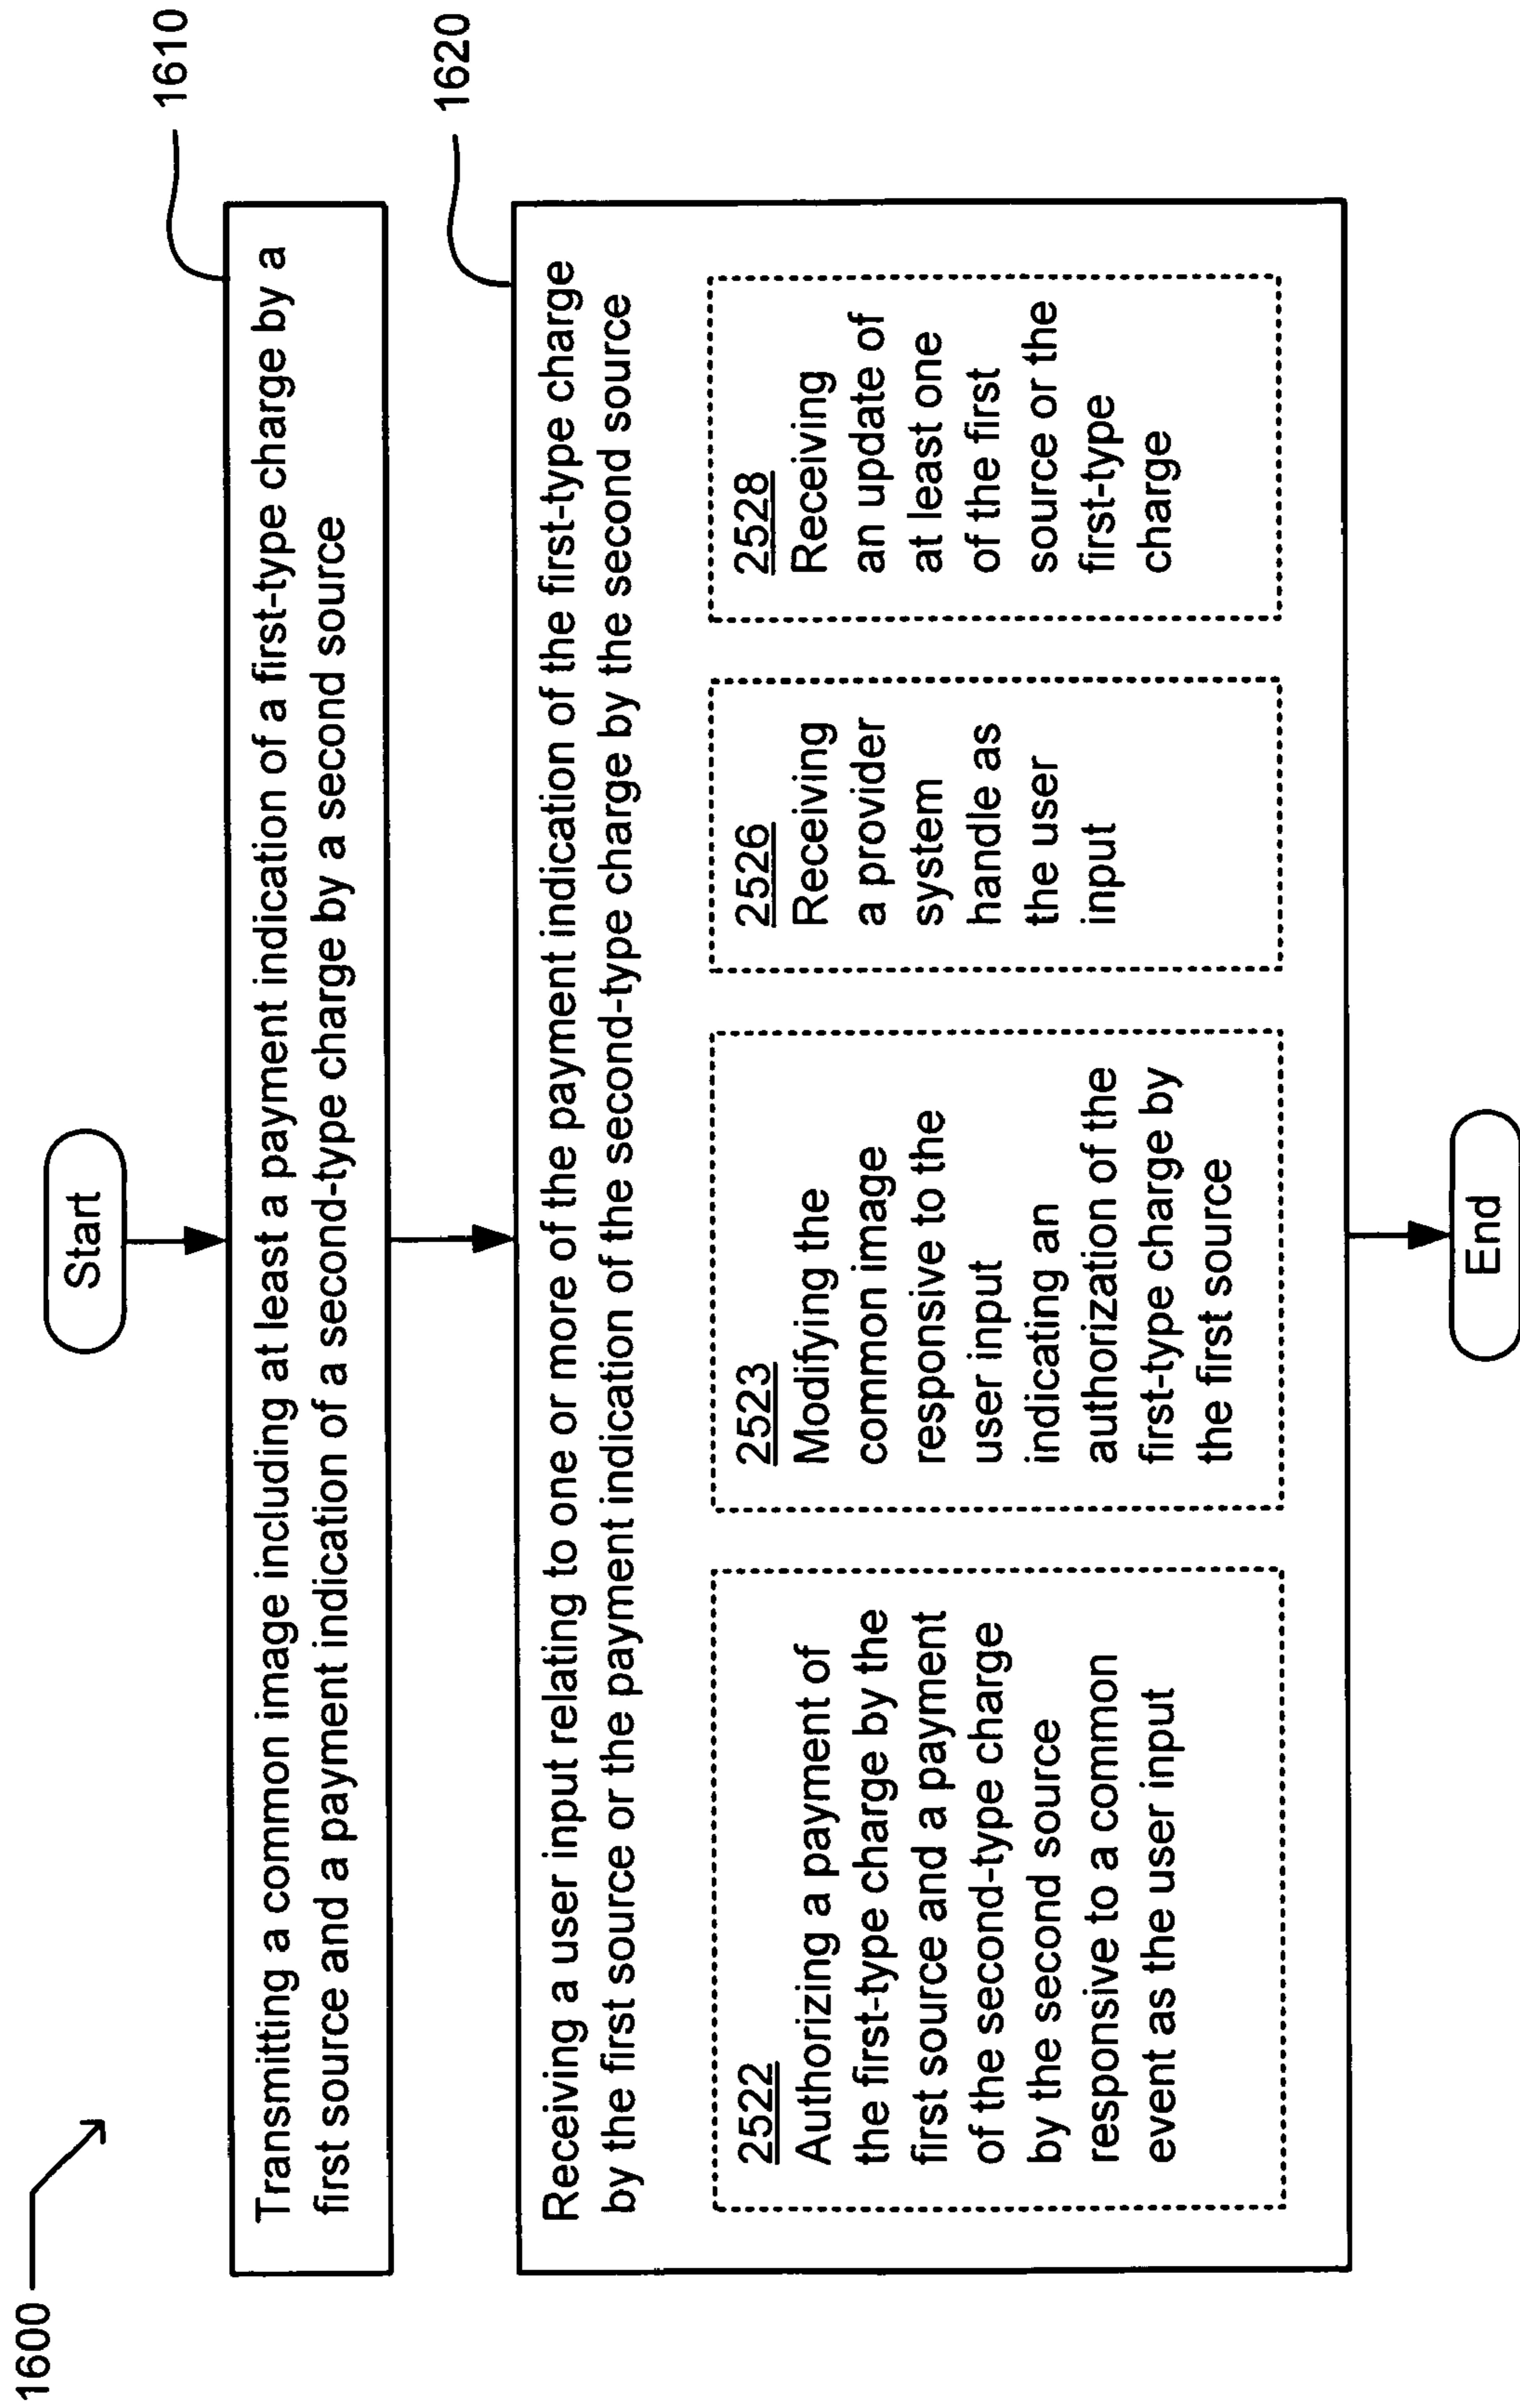 1600
Start
1610
Transmitting a common image including at least a payment indication of a first-type charge by a
first source and a payment indication of a second-type charge by a second source
1620
Receiving a user input relating to one or more of the payment indication of the first-type charge
by the first source or the payment indication of the second-type charge by the second source
2522
Authorizing a payment of
the first-type charge by the
first source and a payment
of the second-type charge
by the second source
responsive to a common
event as the user input
2523
Modifying the
common image
responsive to the
user input
indicating an
authorization of the
first-type charge by
the first source
2526
Receiving
a provider
system
handle as
the user
input
2528
Receiving
an update of
at least one
of the first
source or the
first-type
charge
End